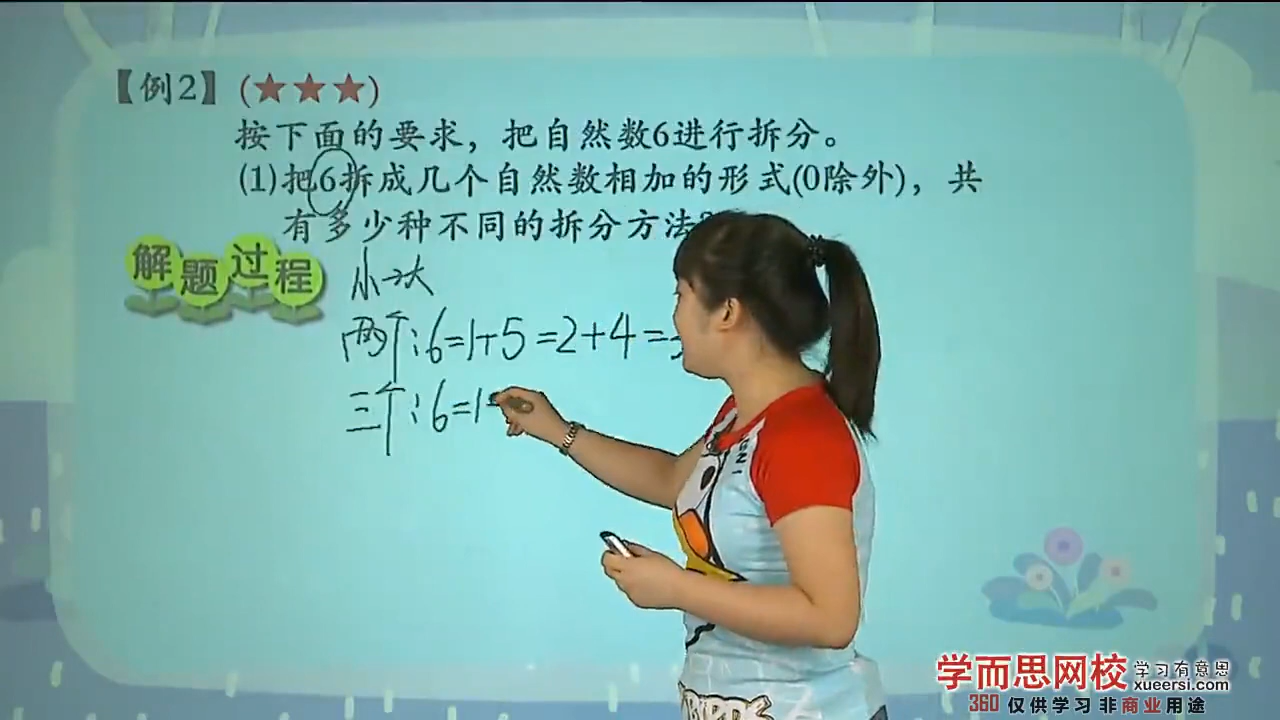 【例2】(★★★)
按下面的要求，把自然数6进行拆分。
(1)把6拆成几个自然数相加的形式(0除外)，共
有多少种不同的拆分方法?
解题过程
小→大
两个:6=1+5=2+4=3
三个:6=1+
学而思网校 学习有意思
xueersi.com
360 仅供学习 非商业用途